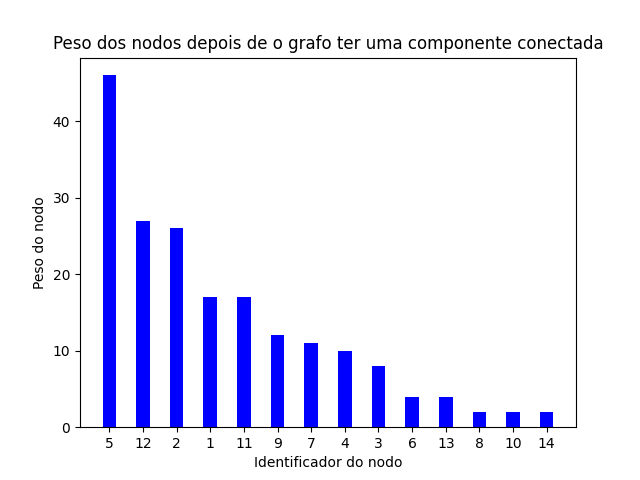 Peso dos nodos depois de o grafo ter uma componente conectada
Peso do nodo
40
30
20
10
0
5 12 2 1 11 9 7 4 3 6 13 8 10 14
Identificador do nodo